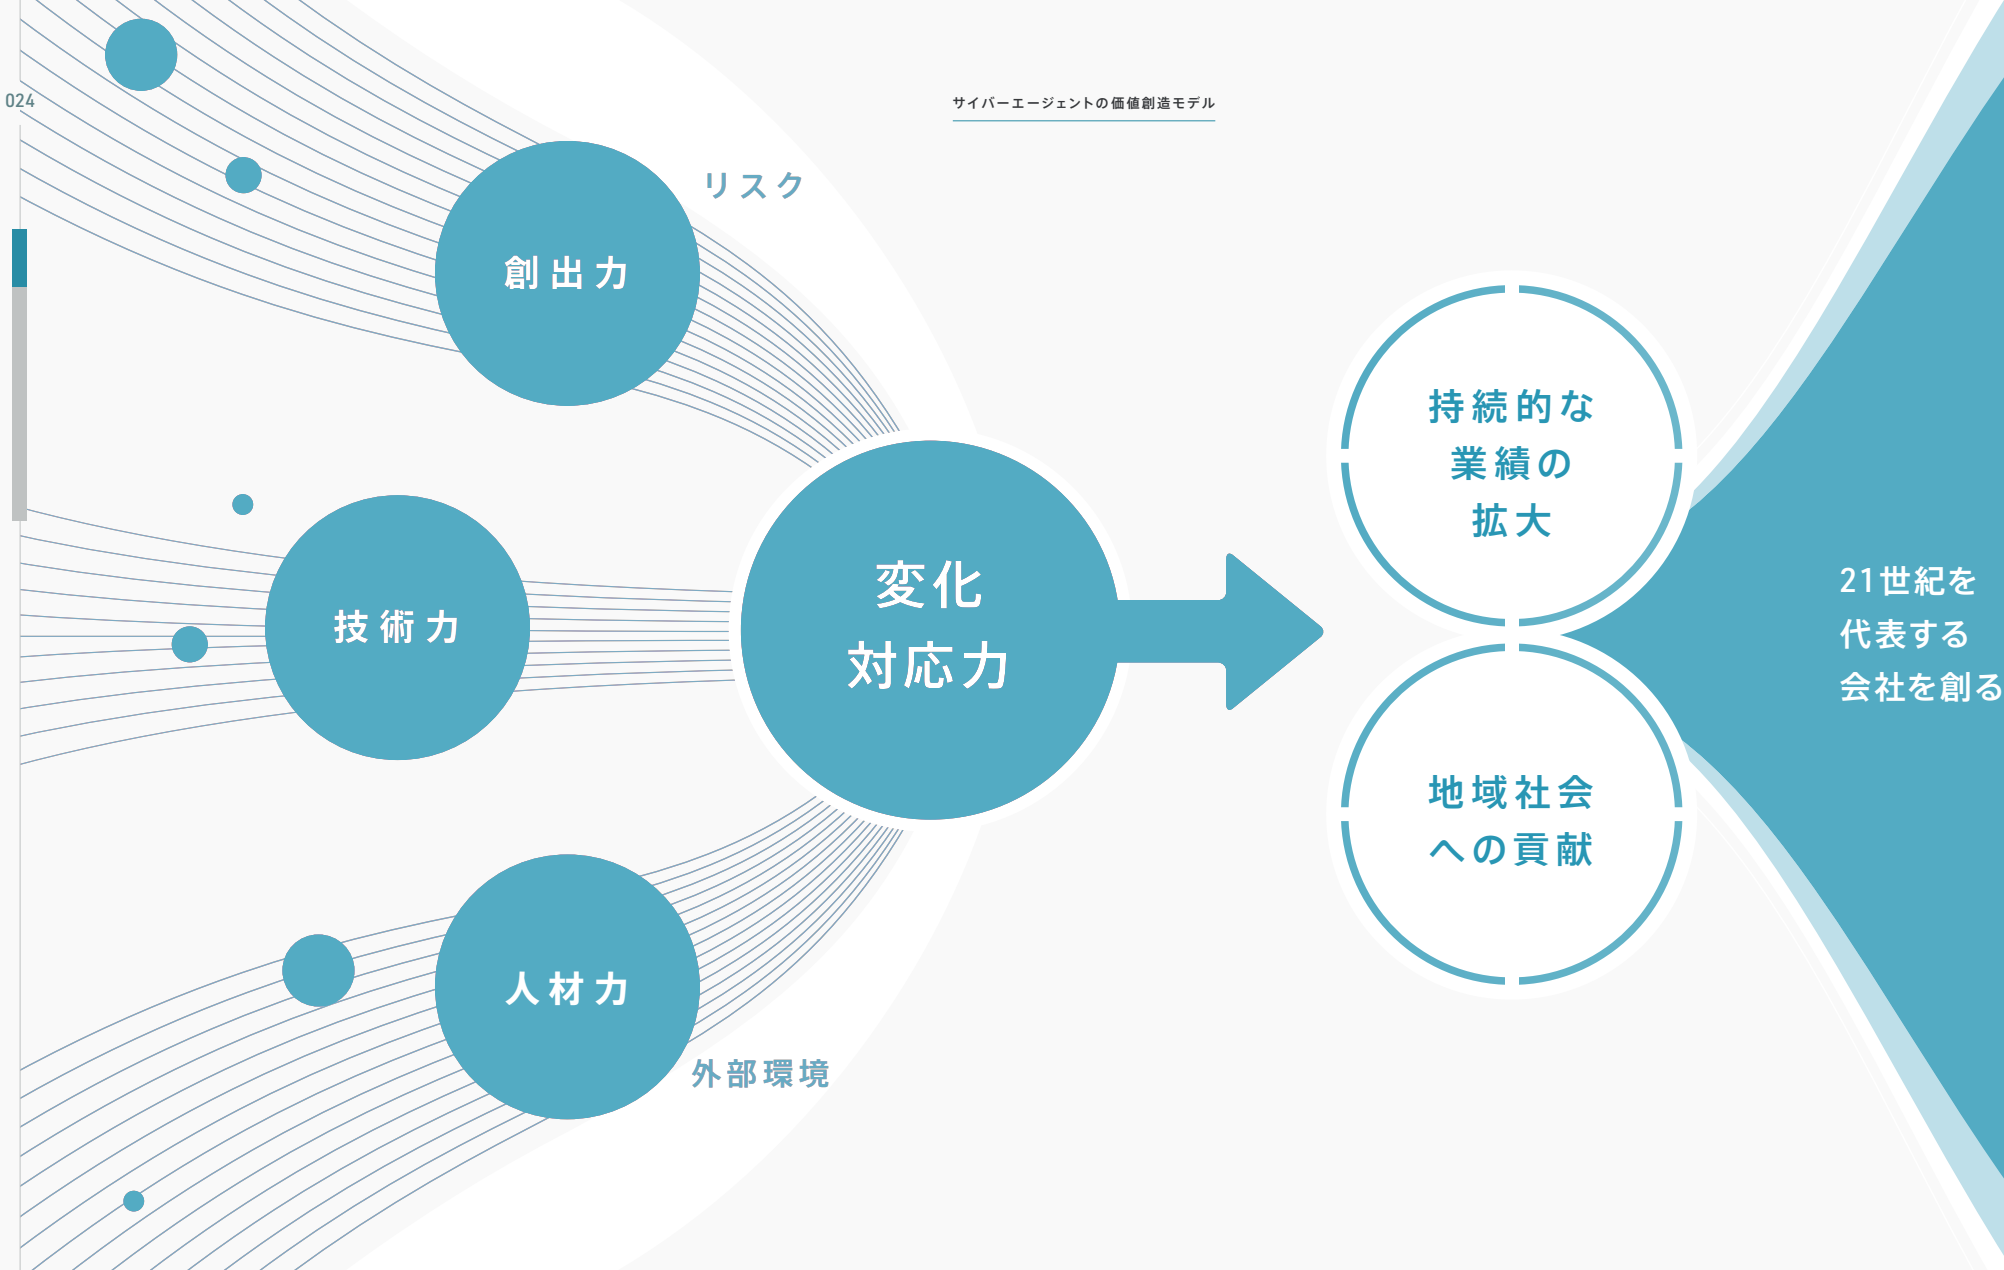 024
サイバーエージェントの価値創造モデル
リスク
創出力
技術力
人材力
外部環境
変化
対応力
持続的な
業績の
拡大
地域社会
への貢献
21世紀を
代表する
会社を創る